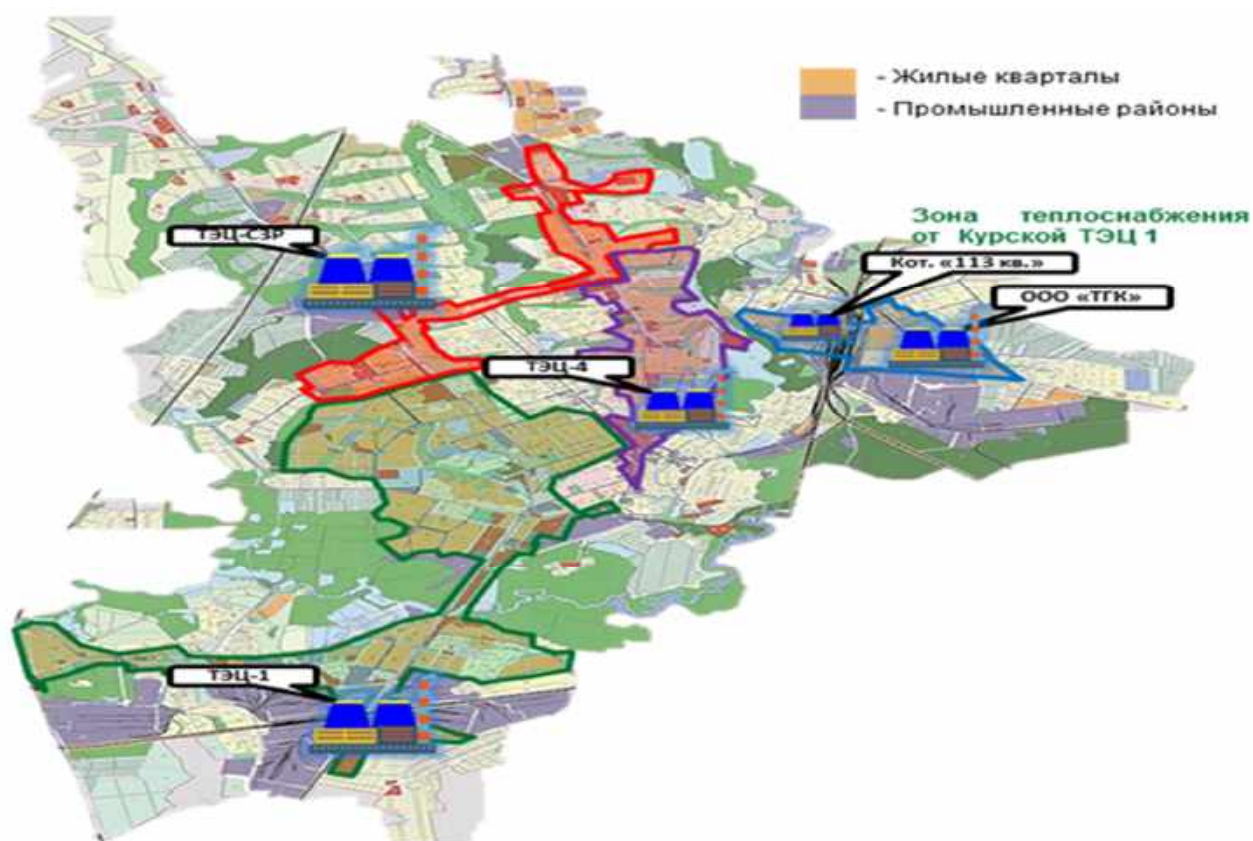 - Жилые кварталы
- Промышленные районы
Зона теплоснабжения
от Курской ТЭЦ 1
ТЭЦ-СЗР
Кот. «113 кв.»
ООО «ТГК»
ТЭЦ-4
ТЭЦ-1